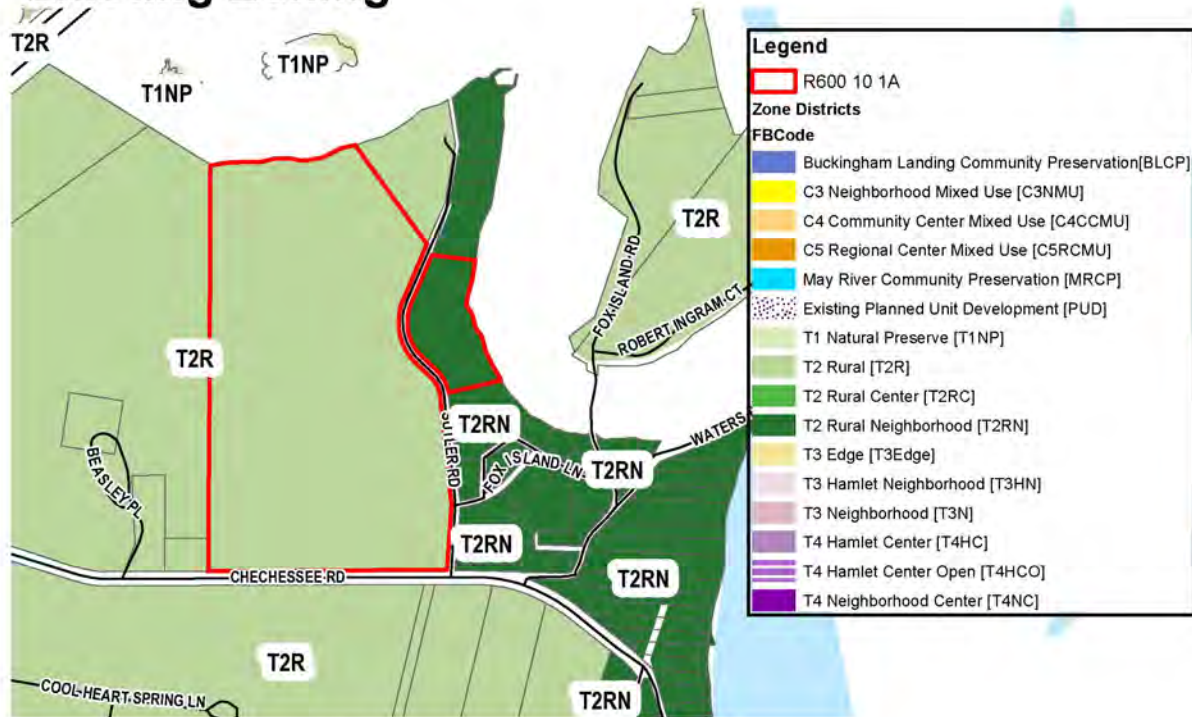 T2R
T1NP
T1NP
T2R
T2R
FOX ISLAND RD
ROBERT INGRAM CT
T2RN
BUTLER RD
FOX ISLAND LN
WATERS
T2RN
BEASLEY PL
T2RN
CHECHESSEE RD
T2RN
T2R
COOL HEART SPRING LN
T2RN
Legend
R600 10 1A
Zone Districts
FBCode
Buckingham Landing Community Preservation[BLCP]
C3 Neighborhood Mixed Use [C3NMU]
C4 Community Center Mixed Use [C4CCMU]
C5 Regional Center Mixed Use [C5RCMU]
May River Community Preservation [MRCP]
Existing Planned Unit Development [PUD]
T1 Natural Preserve [T1NP]
T2 Rural [T2R]
T2 Rural Center [T2RC]
T2 Rural Neighborhood [T2RN]
T3 Edge [T3Edge]
T3 Hamlet Neighborhood [T3HN]
T3 Neighborhood [T3N]
T4 Hamlet Center [T4HC]
T4 Hamlet Center Open [T4HCO]
T4 Neighborhood Center [T4NC]